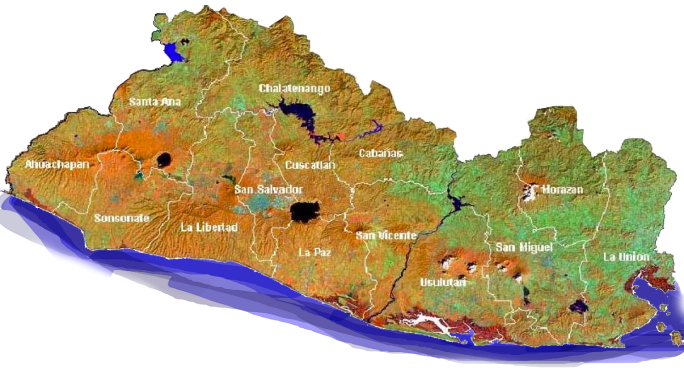 Chalatenango
Santa Ana
Cabañas
Ahuachapan
Cuscatlan
San Salvador
Morazan
Sonsonate
La Libertad
San Vicente
San Miguel
La Paz
La Union
Usulutan